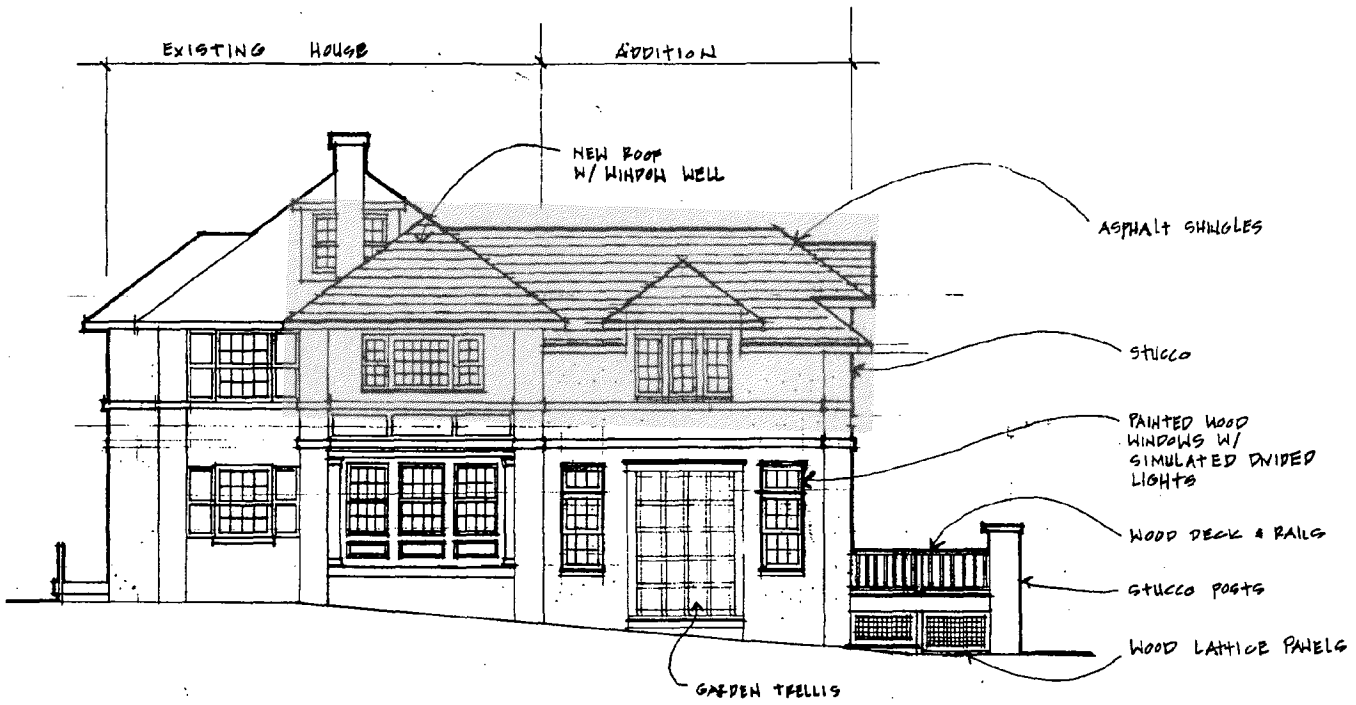 EXISTING HOUSE
ADDITION
NEW ROOF
W/ WINDOW WELL
ASPHALT SHINGLES
STUCCO
PAINTED WOOD
WINDOWS W/
SIMULATED DIVIDED
LIGHTS
WOOD DECK & RAILS
STUCCO POSTS
WOOD LATTICE PANELS
GARDEN TRELLIS